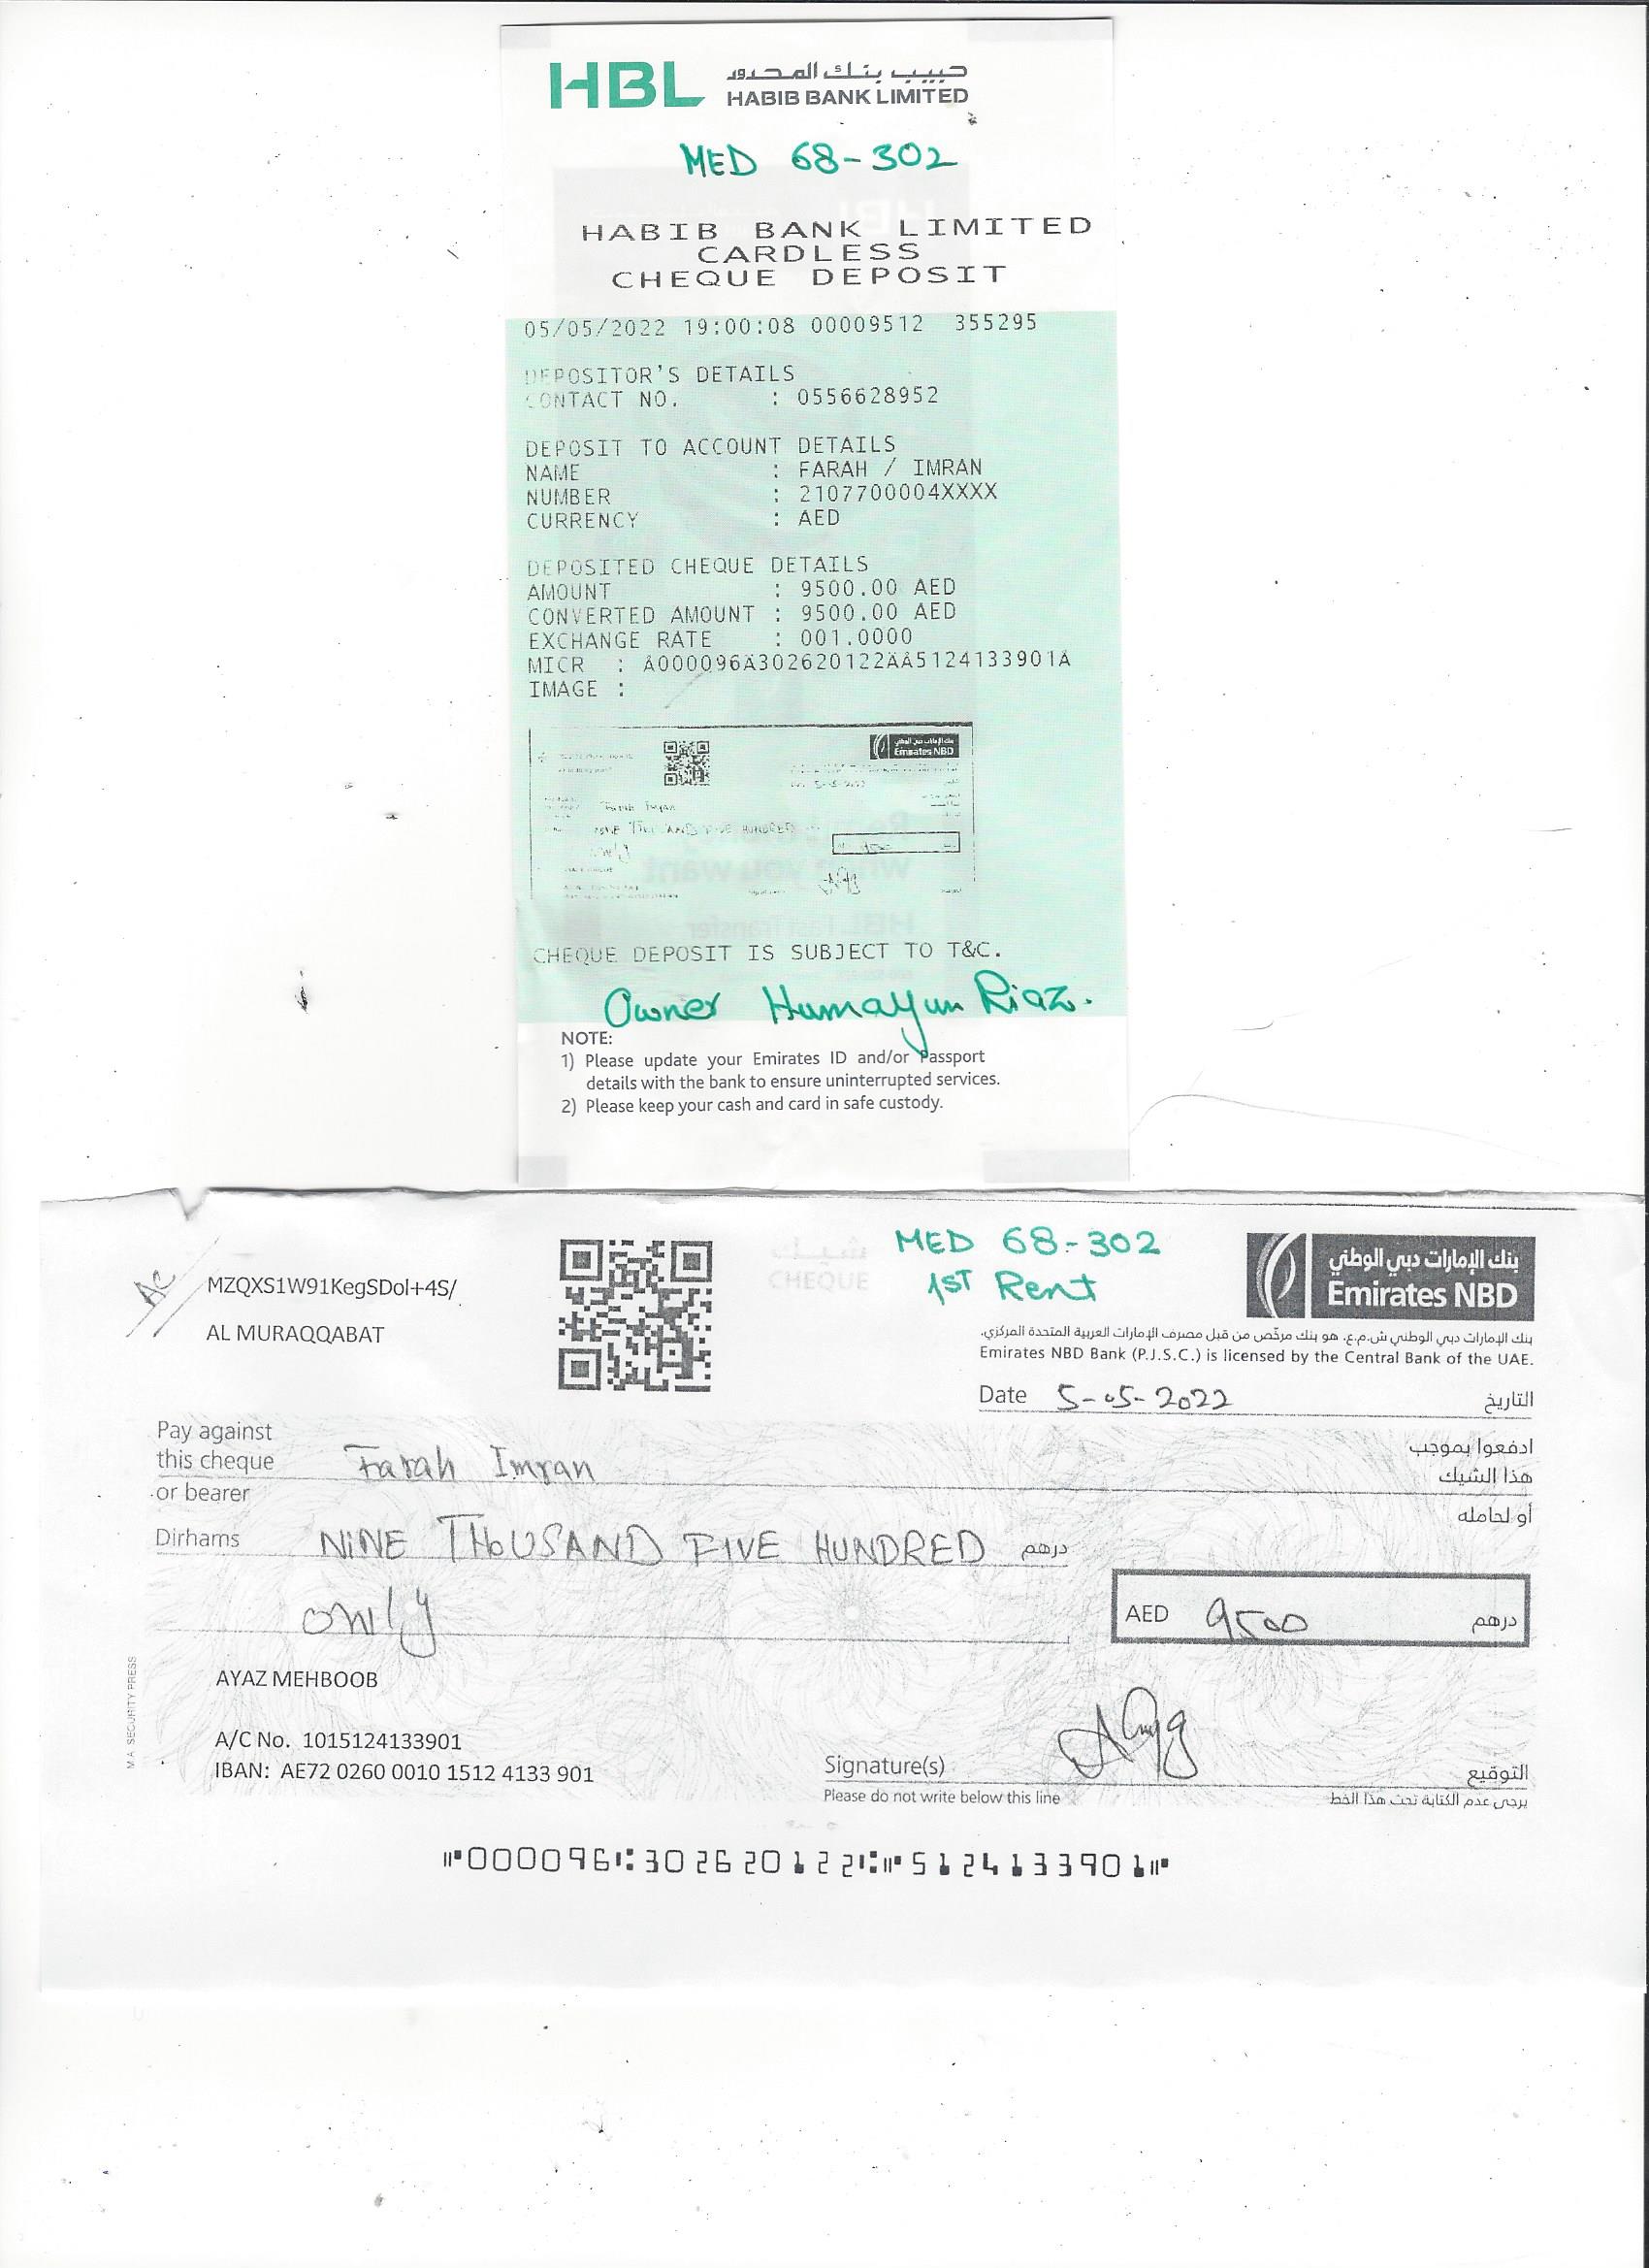 HBL حبيب بنك المحدود
HABIB BANK LIMITED
MED 68-302
HABIB BANK LIMITED
CARDLESS
CHEQUE DEPOSIT
05/05/2022 19:00:08 00009512 355295
DEPOSITOR'S DETAILS
CONTACT NO. : 0556628952
DEPOSIT TO ACCOUNT DETAILS
NAME : FARAH / IMRAN
NUMBER : 2107700004XXXX
CURRENCY : AED
DEPOSITED CHEQUE DETAILS
AMOUNT : 9500.00 AED
CONVERTED AMOUNT : 9500.00 AED
EXCHANGE RATE : 001.0000
MICR : A000096A302620122AA5124133901A
IMAGE :
Emirates NBD
Farah Imran
HUNDRED
CHEQUE DEPOSIT IS SUBJECT TO T&C.
Owner Humayun Riaz.
NOTE:
1) Please update your Emirates ID and/or Passport
details with the bank to ensure uninterrupted services.
2) Please keep your cash and card in safe custody.
Ac
MZQXS1W91KegSDol+4S/
AL MURAQQABAT
شيك
CHEQUE
MED 68-302
1ST Rent
بنك الإمارات دبي الوطني
Emirates NBD
بنك الإمارات دبي الوطني ش.م.ع. هو بنك مرخّص من قبل مصرف الإمارات العربية المتحدة المركزي.
Emirates NBD Bank (P.J.S.C.) is licensed by the Central Bank of the UAE.
Date 5-05-2022 التاريخ
Pay against ادفعوا بموجب
this cheque Farah Imran هذا الشيك
or bearer أو لحامله
Dirhams NINE THOUSAND FIVE HUNDRED درهم
only
AED 9500 درهم
AYAZ MEHBOOB
A/C No. 1015124133901
IBAN: AE72 0260 0010 1512 4133 901
M.A. SECURITY PRESS
Signature(s) التوقيع
Please do not write below this line يرجى عدم الكتابة تحت هذا الخط
⑈000096⑆302620122⑆⑈5124133901⑈